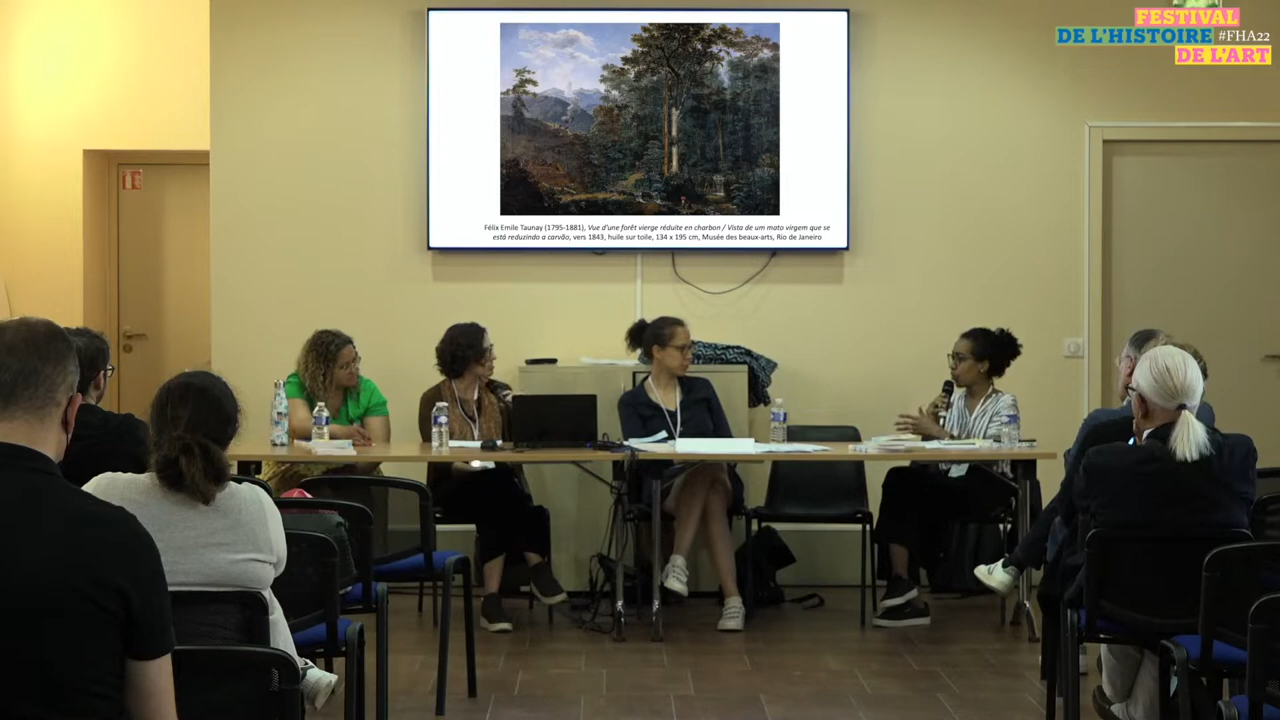 FESTIVAL
DE L'HISTOIRE #FHA22
DE L'ART
Félix Emile Taunay (1795-1881), Vue d'une forêt vierge réduite en charbon / Vista de um mato virgem que se
está reduzindo a carvão, vers 1843, huile sur toile, 134 x 195 cm, Musée des beaux-arts, Rio de Janeiro